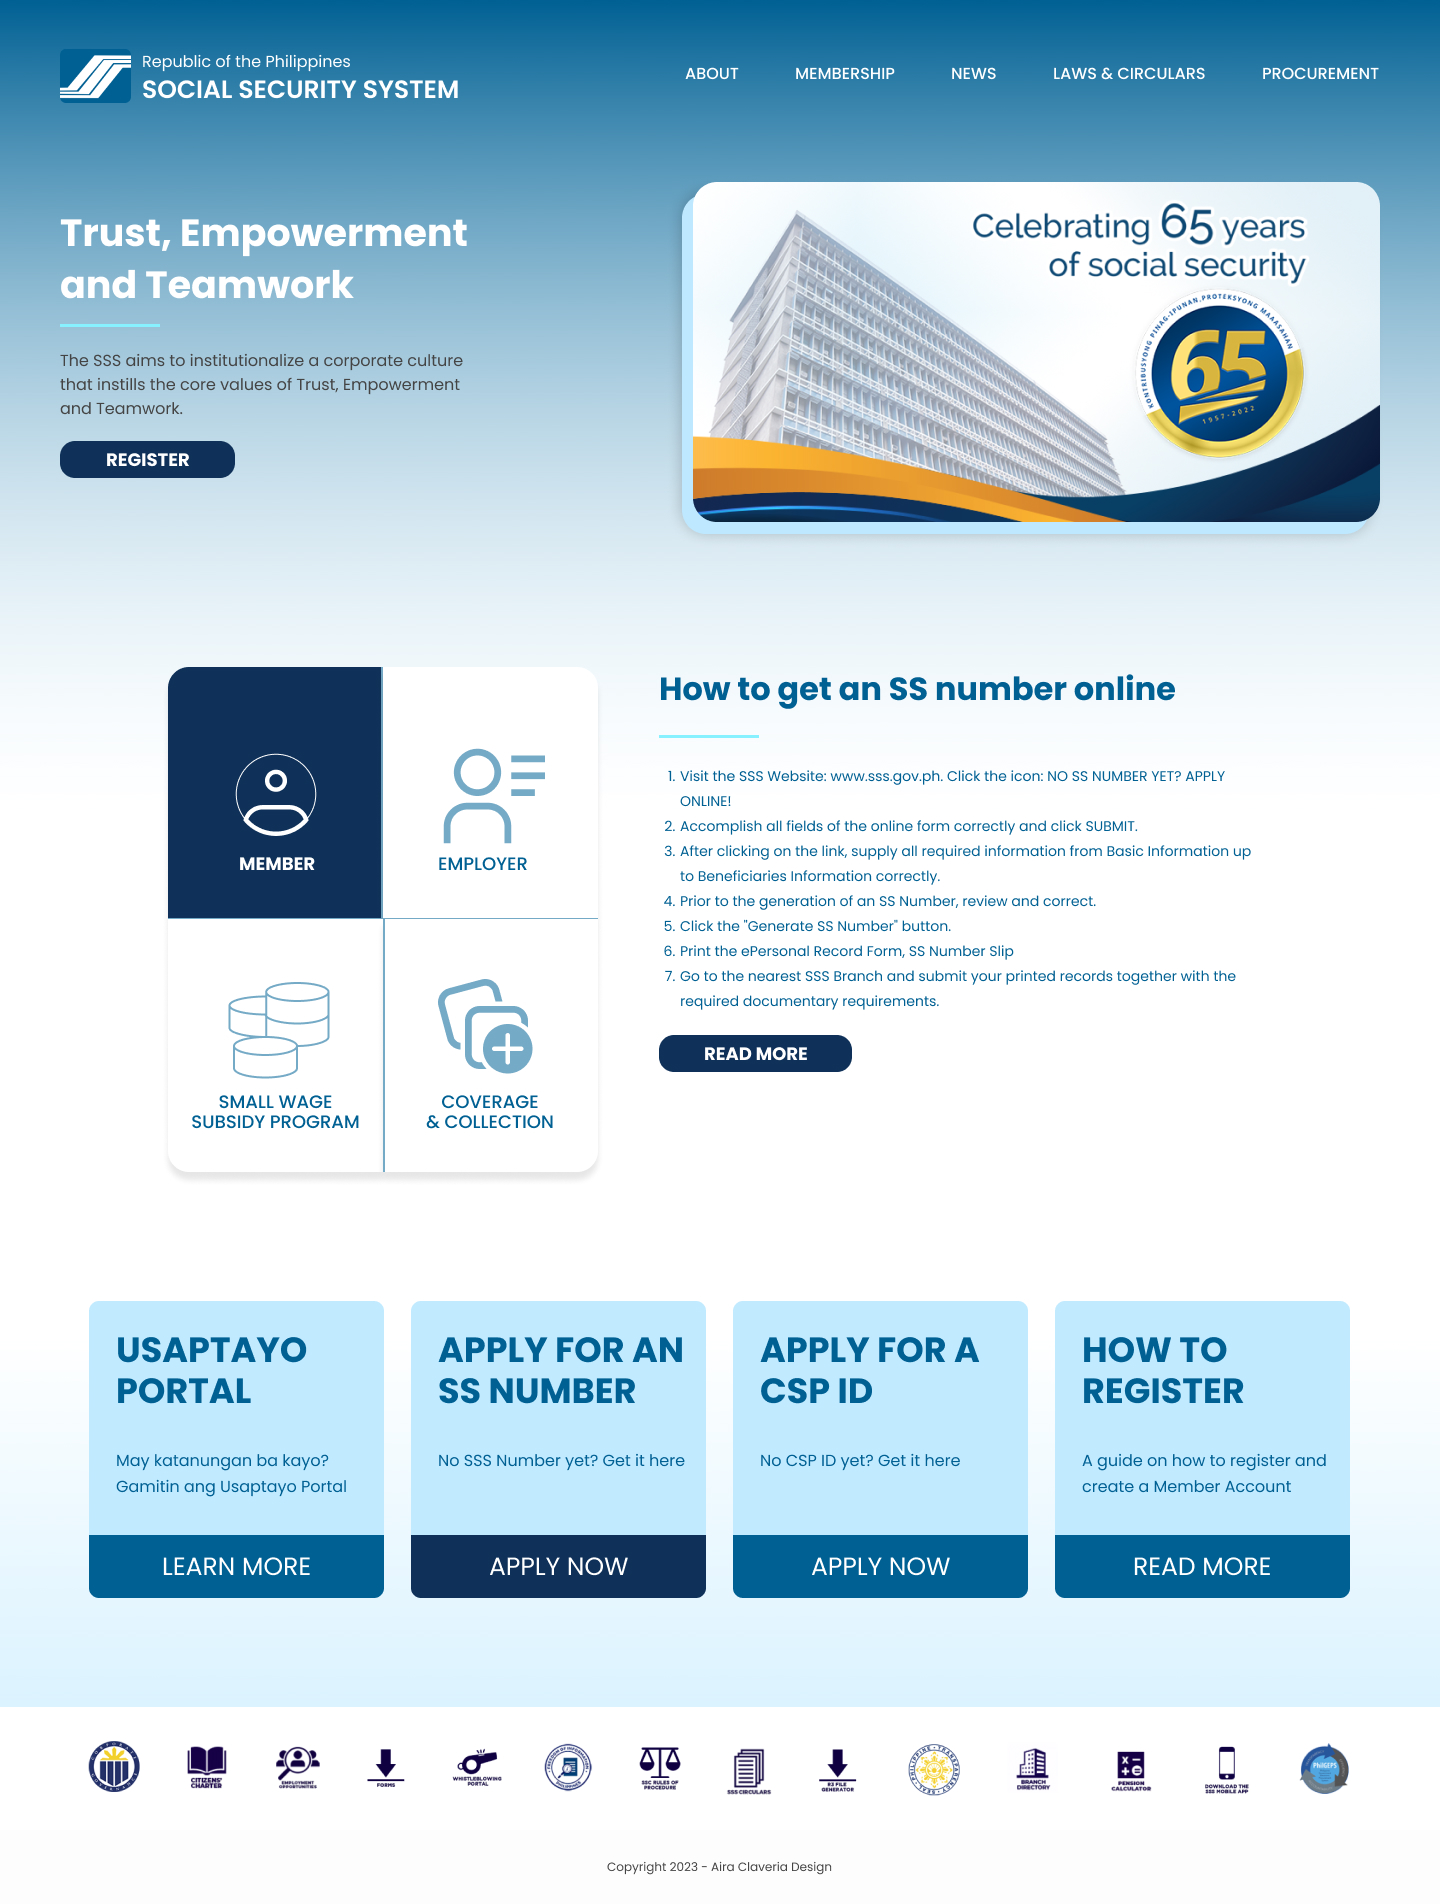 Republic of the Philippines
SOCIAL SECURITY SYSTEM
ABOUT
MEMBERSHIP
NEWS
LAWS & CIRCULARS
PROCUREMENT
Trust, Empowerment
and Teamwork
The SSS aims to institutionalize a corporate culture
that instills the core values of Trust, Empowerment
and Teamwork.
REGISTER
Celebrating 65 years
of social security
KONTRIBUSYONG PINAG-IPUNAN, PROTEKSYONG MAAASAHAN
65
1957-2022
MEMBER
EMPLOYER
SMALL WAGE
SUBSIDY PROGRAM
COVERAGE
& COLLECTION
How to get an SS number online
1. Visit the SSS Website: www.sss.gov.ph. Click the icon: NO SS NUMBER YET? APPLY
ONLINE!
2. Accomplish all fields of the online form correctly and click SUBMIT.
3. After clicking on the link, supply all required information from Basic Information up
to Beneficiaries Information correctly.
4. Prior to the generation of an SS Number, review and correct.
5. Click the "Generate SS Number" button.
6. Print the ePersonal Record Form, SS Number Slip
7. Go to the nearest SSS Branch and submit your printed records together with the
required documentary requirements.
READ MORE
USAPTAYO
PORTAL
May katanungan ba kayo?
Gamitin ang Usaptayo Portal
LEARN MORE
APPLY FOR AN
SS NUMBER
No SSS Number yet? Get it here
APPLY NOW
APPLY FOR A
CSP ID
No CSP ID yet? Get it here
APPLY NOW
HOW TO
REGISTER
A guide on how to register and
create a Member Account
READ MORE
CITIZENS'
CHARTER
EMPLOYMENT
OPPORTUNITIES
FORMS
WHISTLEBLOWING
PORTAL
FREEDOM OF INFORMATION
PHILIPPINES
SSC RULES OF
PROCEDURE
SSS CIRCULARS
R3 FILE
GENERATOR
PHILIPPINE TRANSPARENCY SEAL
BRANCH
DIRECTORY
PENSION
CALCULATOR
DOWNLOAD THE
SSS MOBILE APP
PhilGEPS
Copyright 2023 - Aira Claveria Design